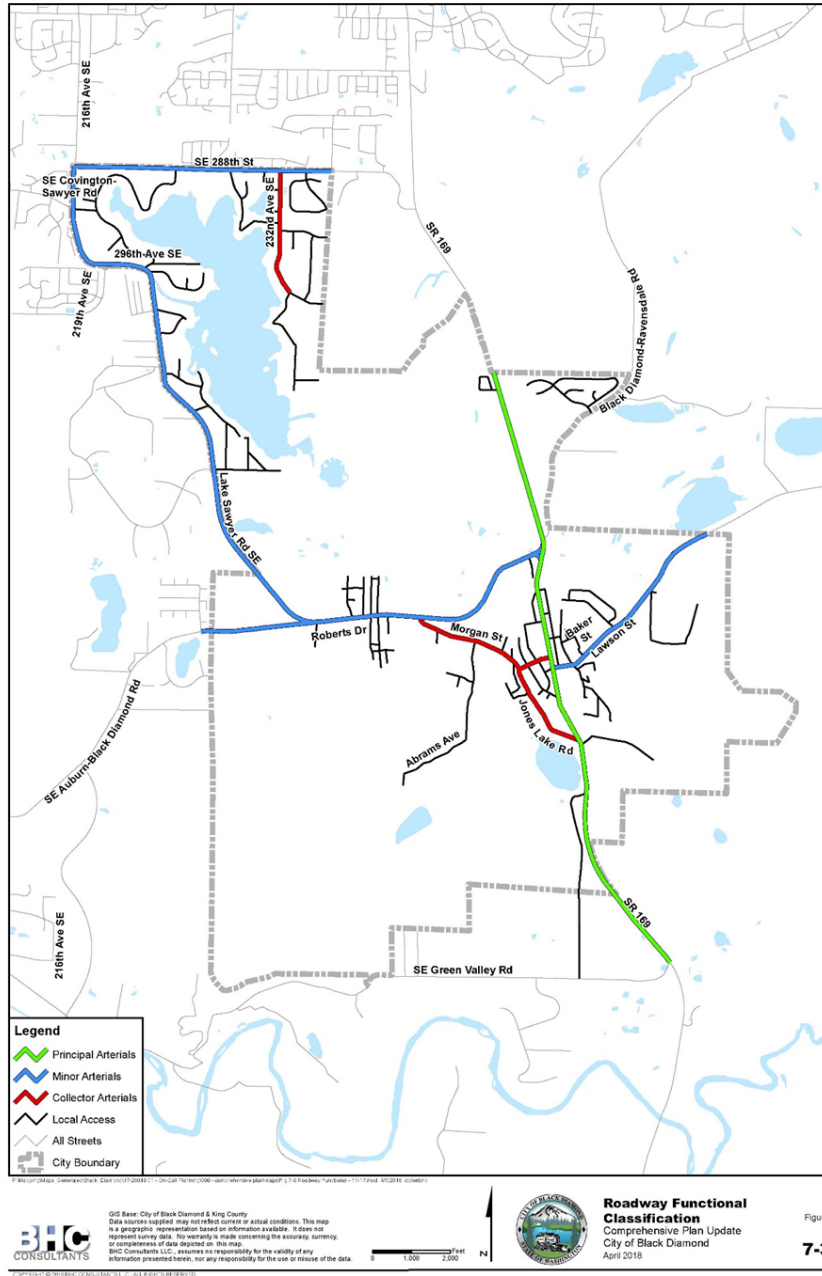 216th Ave SE
SE 288th St
SE Covington-
Sawyer Rd
232nd Ave SE
SR 169
296th-Ave SE
219th Ave SE
Black Diamond-Ravensdale Rd
Lake Sawyer Rd SE
Roberts Dr
Morgan St
Baker
St
Lawson St
Jones Lake Rd
Abrams Ave
SE Auburn-Black Diamond Rd
216th Ave SE
SR 169
SE Green Valley Rd
Legend
Principal Arterials
Minor Arterials
Collector Arterials
Local Access
All Streets
City Boundary
BHC
CONSULTANTS
GIS Base: City of Black Diamond & King County
Data sources supplied may not reflect current or actual conditions. This map
is a geographic representation based on information available. It does not
represent survey data. No warranty is made concerning the accuracy, currency,
or completeness of data depicted on this map.
BHC Consultants LLC., assumes no responsibility for the validity of any
information presented herein, nor any responsibility for the use or misuse of the data.
Feet
0 1,000 2,000
N
CITY OF BLACK DIAMOND
STATE OF WASHINGTON
Roadway Functional
Classification
Comprehensive Plan Update
City of Black Diamond
April 2018
Figu
7-3